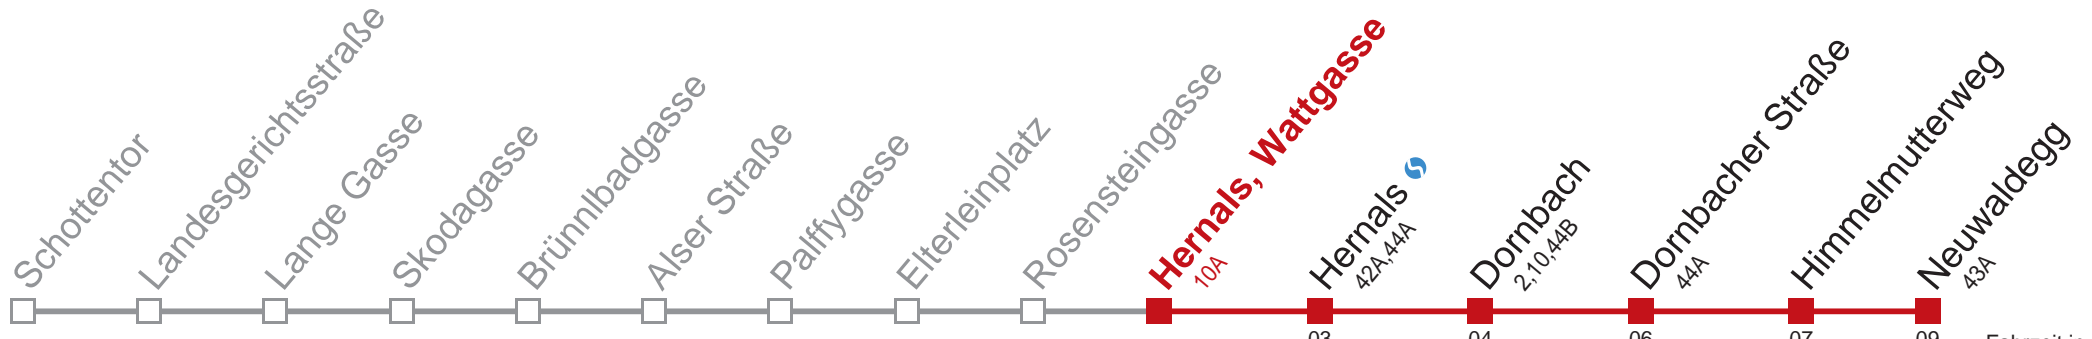 Schottentor
Landesgerichtsstraße
Lange Gasse
Skodagasse
Brünnlbadgasse
Alser Straße
Palffygasse
Elterleinplatz
Rosensteingasse
Hernals, Wattgasse
10A
Hernals
42A,44A
Dornbach
2,10,44B
Dornbacher Straße
44A
Himmelmutterweg
Neuwaldegg
43A
03
04
06
07
09
Fahrzeit